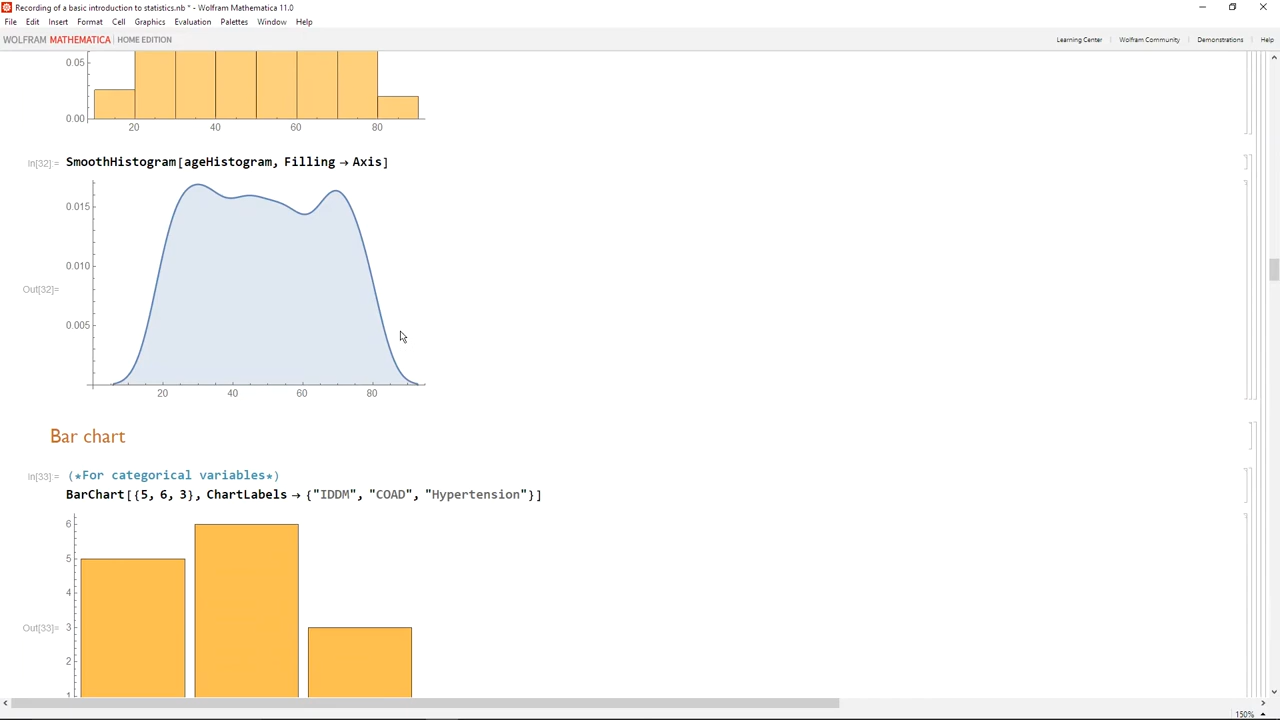 Recording of a basic introduction to statistics.nb * - Wolfram Mathematica 11.0
File Edit Insert Format Cell Graphics Evaluation Palettes Window Help
WOLFRAM MATHEMATICA | HOME EDITION Learning Center Wolfram Community Demonstrations Help
0.05
0.00
20 40 60 80
In[32]:= SmoothHistogram[ageHistogram, Filling → Axis]
0.015
0.010
Out[32]=
0.005
20 40 60 80
Bar chart
In[33]:= (*For categorical variables*)
BarChart[{5, 6, 3}, ChartLabels → {"IDDM", "COAD", "Hypertension"}]
6
5
4
Out[33]= 3
2
1
150%